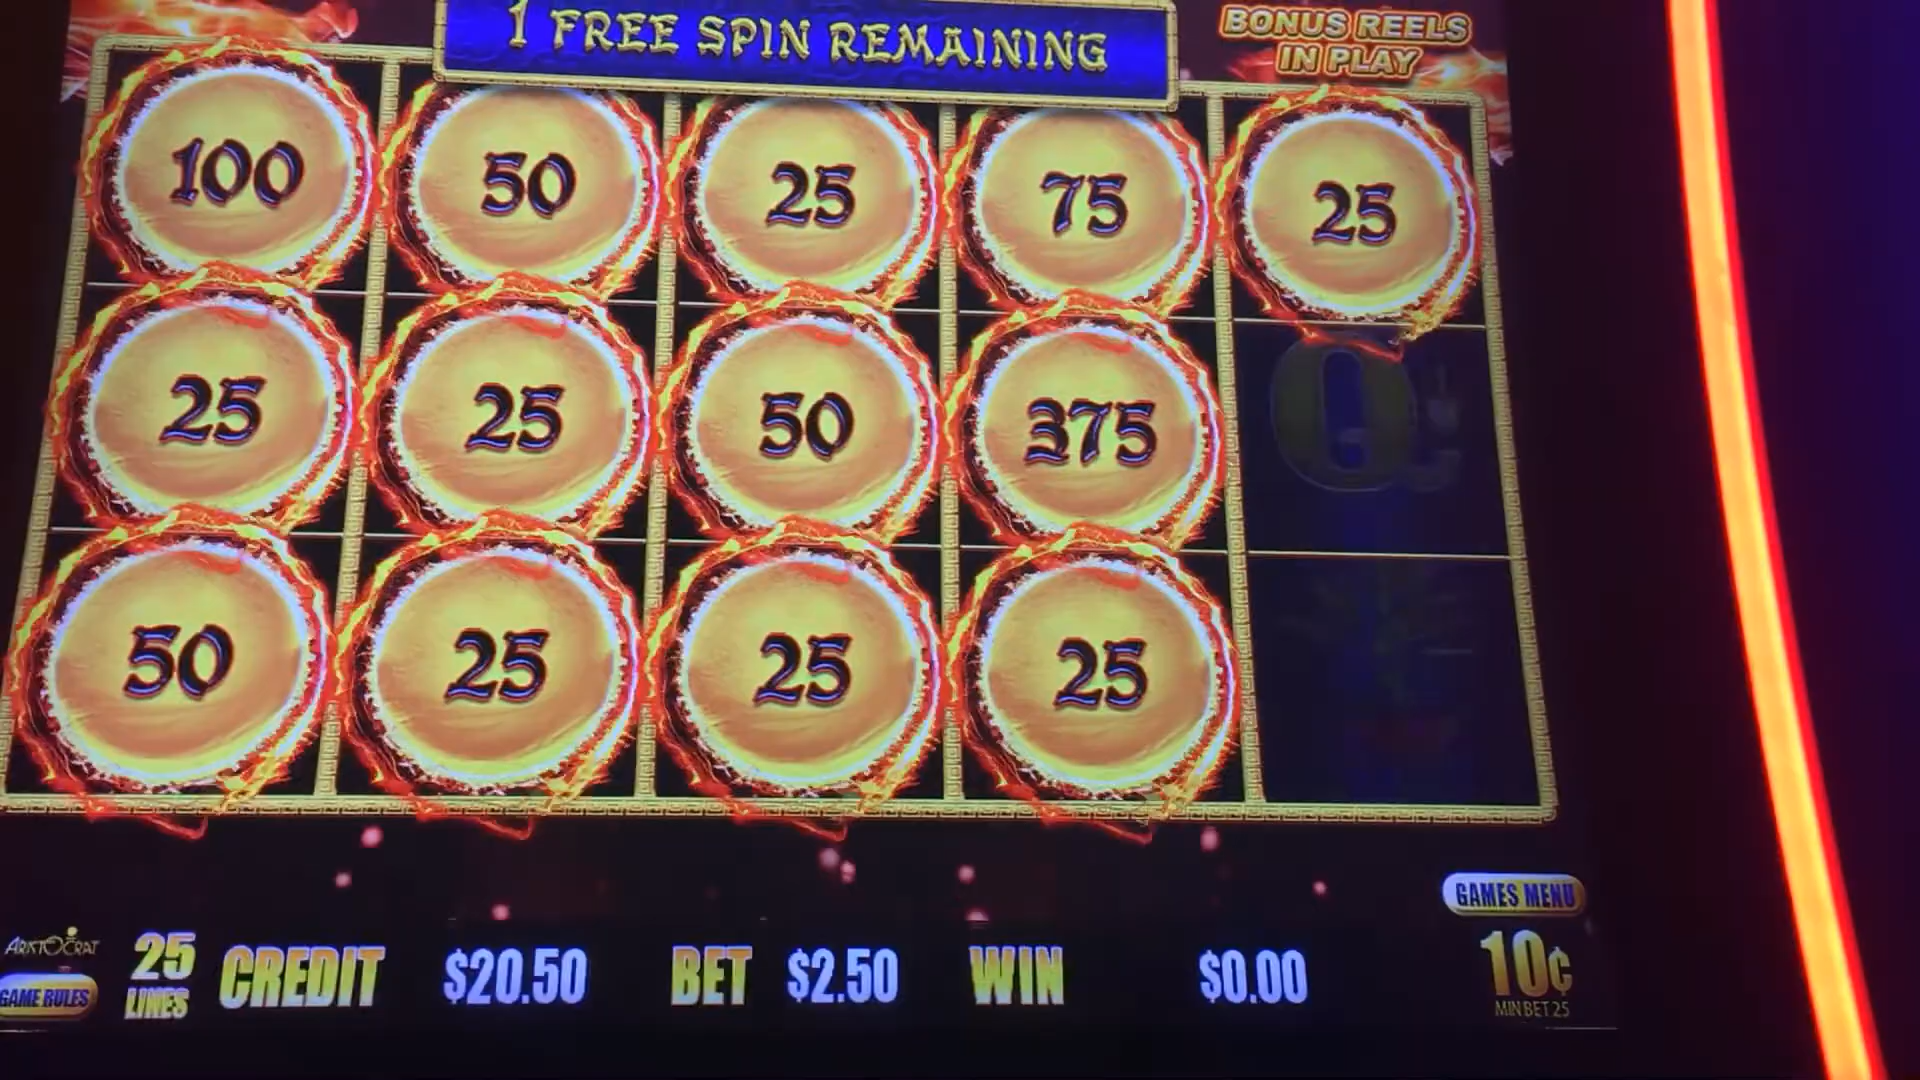 1 FREE SPIN REMAINING
BONUS REELS
IN PLAY
100 50 25 75 25
25 25 50 375
50 25 25 25
GAMES MENU
ARISTOCRAT
GAME RULES
25
LINES
CREDIT $20.50 BET $2.50 WIN $0.00
10¢
MIN BET 25